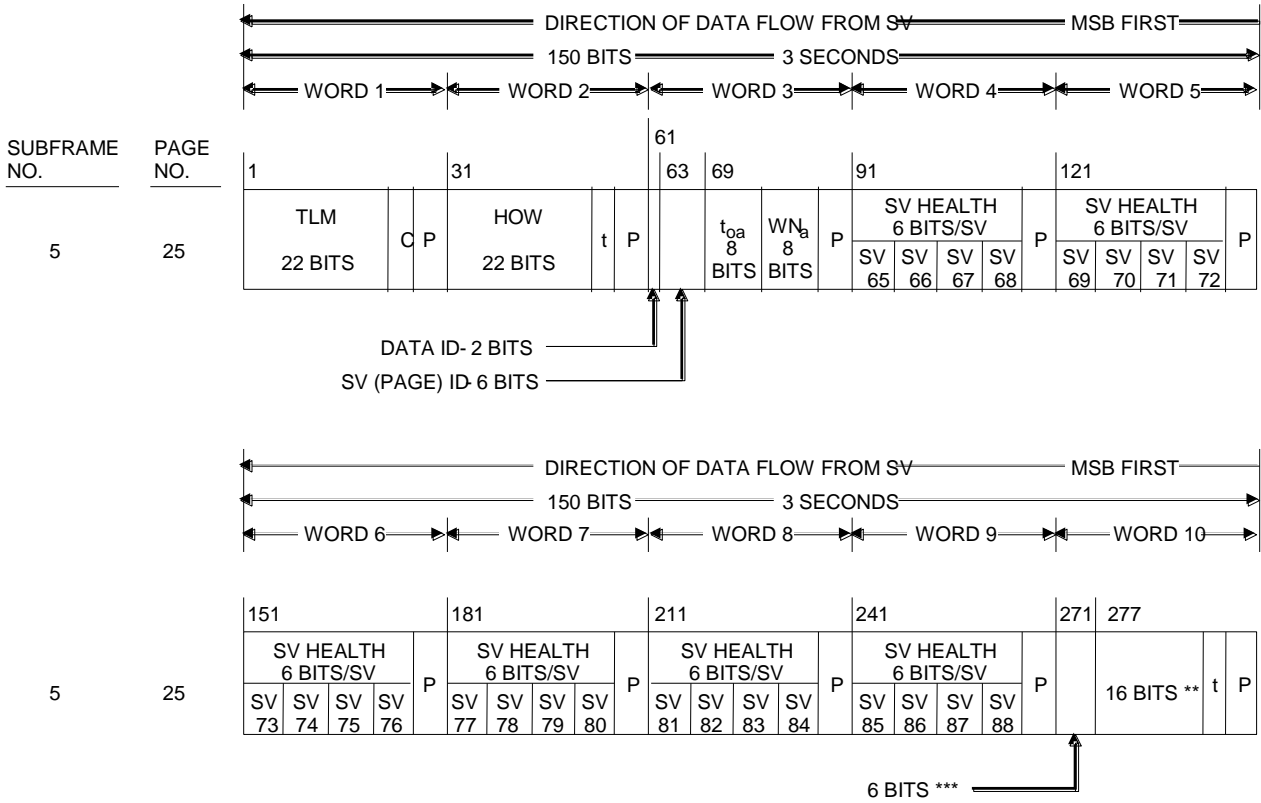 DIRECTION OF DATA FLOW FROM SV MSB FIRST
150 BITS 3 SECONDS
WORD 1 WORD 2 WORD 3 WORD 4 WORD 5
SUBFRAME NO. PAGE NO.
61
1 31 63 69 91 121
5 25
TLM 22 BITS C P
HOW 22 BITS t P
toa 8 BITS WNa 8 BITS P
SV HEALTH 6 BITS/SV P
SV 65 SV 66 SV 67 SV 68
SV HEALTH 6 BITS/SV P
SV 69 SV 70 SV 71 SV 72
DATA ID- 2 BITS
SV (PAGE) ID- 6 BITS
DIRECTION OF DATA FLOW FROM SV MSB FIRST
150 BITS 3 SECONDS
WORD 6 WORD 7 WORD 8 WORD 9 WORD 10
151 181 211 241 271 277
5 25
SV HEALTH 6 BITS/SV P
SV 73 SV 74 SV 75 SV 76
SV HEALTH 6 BITS/SV P
SV 77 SV 78 SV 79 SV 80
SV HEALTH 6 BITS/SV P
SV 81 SV 82 SV 83 SV 84
SV HEALTH 6 BITS/SV P
SV 85 SV 86 SV 87 SV 88
16 BITS ** t P
6 BITS ***